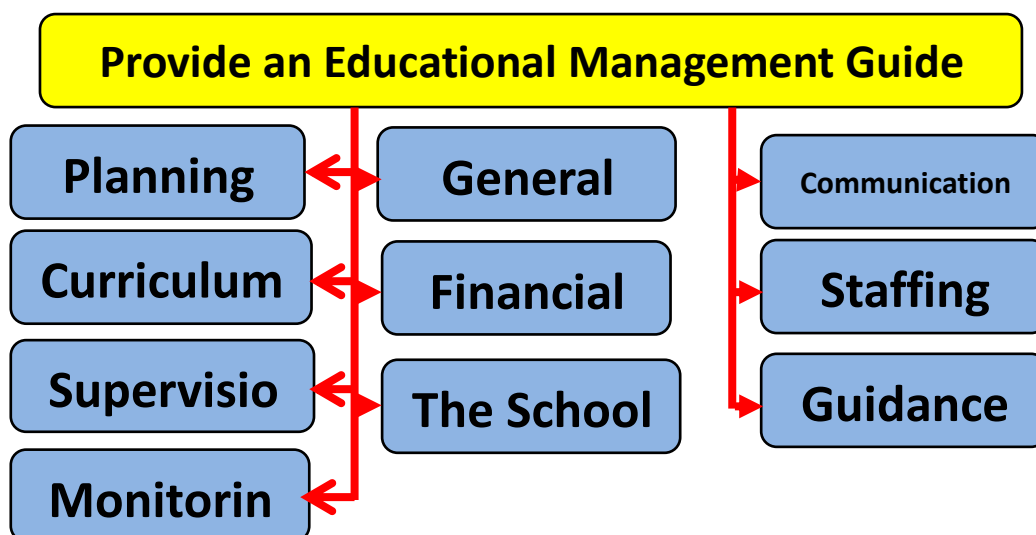 Provide an Educational Management Guide
Planning
General
Communication
Curriculum
Financial
Staffing
Supervisio
The School
Guidance
Monitorin